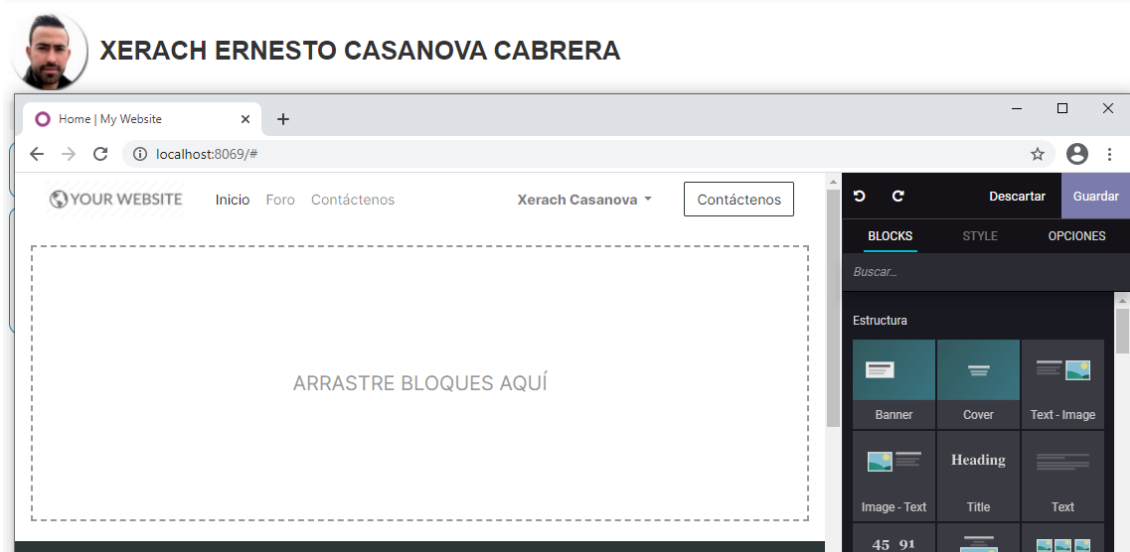 XERACH ERNESTO CASANOVA CABRERA
Home | My Website
localhost:8069/#
YOUR WEBSITE Inicio Foro Contáctenos Xerach Casanova Contáctenos
Descartar Guardar
BLOCKS STYLE OPCIONES
Buscar...
Estructura
ARRASTRE BLOQUES AQUÍ
Banner Cover Text - Image
Heading
Image - Text Title Text
45 91